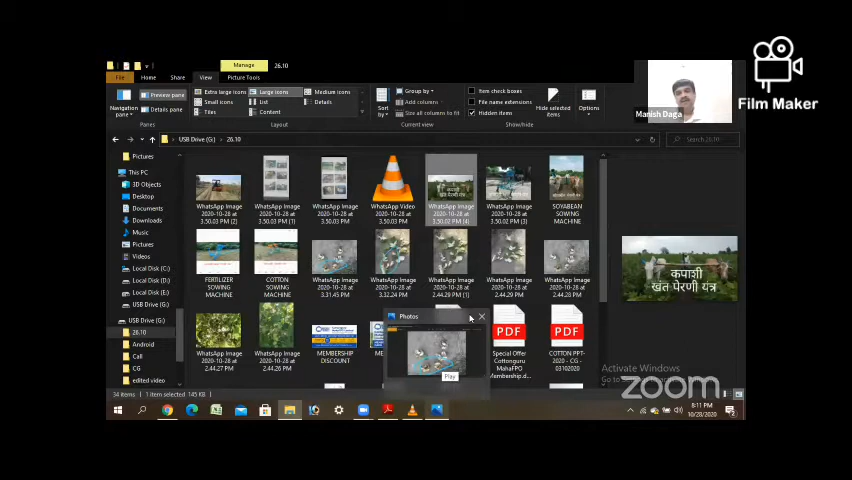 Manage
26.10
File
Home
Share
View
Picture Tools
Film Maker
Manish Daga
Navigation pane
Preview pane
Details pane
Panes
Extra large icons
Large icons
Medium icons
Small icons
List
Details
Tiles
Content
Layout
Sort by
Group by
Add columns
Size all columns to fit
Current view
Item check boxes
File name extensions
Hidden items
Hide selected items
Show/hide
Options
USB Drive (G:) › 26.10
Search 26.10
Pictures
This PC
3D Objects
Desktop
Documents
Downloads
Music
Pictures
Videos
Local Disk (C:)
Local Disk (D:)
Local Disk (E:)
USB Drive (G:)
USB Drive (G:)
26.10
Android
Call
CG
edited video
WhatsApp Image 2020-10-28 at 3.50.03 PM (2)
WhatsApp Image 2020-10-28 at 3.50.03 PM (1)
WhatsApp Image 2020-10-28 at 3.50.03 PM
WhatsApp Video 2020-10-28 at 3.50.03 PM
WhatsApp Image 2020-10-28 at 3.50.02 PM (4)
WhatsApp Image 2020-10-28 at 3.50.02 PM (3)
SOYABEAN SOWING MACHINE
FERTILIZER SOWING MACHINE
COTTON SOWING MACHINE
WhatsApp Image 2020-10-28 at 3.31.45 PM
WhatsApp Image 2020-10-28 at 3.32.24 PM
WhatsApp Image 2020-10-28 at 2.44.29 PM (1)
WhatsApp Image 2020-10-28 at 2.44.29 PM
WhatsApp Image 2020-10-28 at 2.44.28 PM
WhatsApp Image 2020-10-28 at 2.44.27 PM
WhatsApp Image 2020-10-28 at 2.44.26 PM
MEMBERSHIP DISCOUNT
Photos
Play
PDF
Special Offer Cottonguru MahaFPO Membership.d...
PDF
COTTON PPT- 2020 - CG - 03102020
कपाशी
खत पेरणी यंत्र
Activate Windows
zoom
34 items
1 item selected 145 KB
8:11 PM
10/28/2020
2